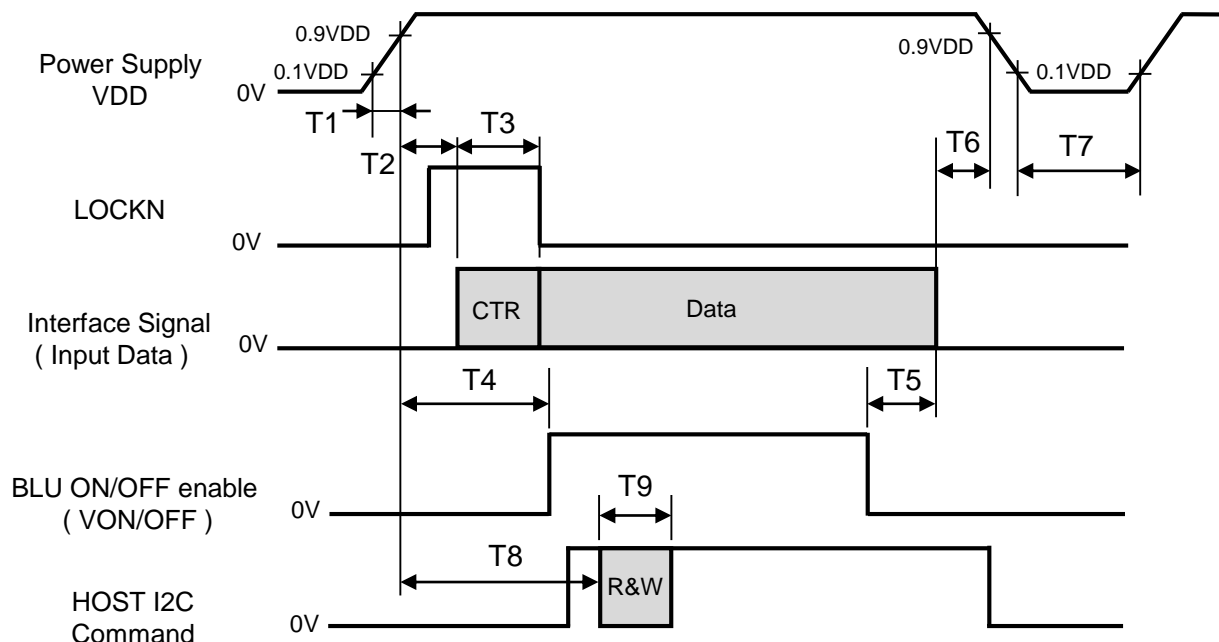 Power Supply
VDD
0.9VDD
0.1VDD
0V
0.9VDD
0.1VDD
T1
T2
T3
T6
T7
LOCKN
0V
Interface Signal
( Input Data )
0V
CTR
Data
T4
T5
BLU ON/OFF enable
( VON/OFF )
0V
T9
T8
HOST I2C
Command
0V
R&W